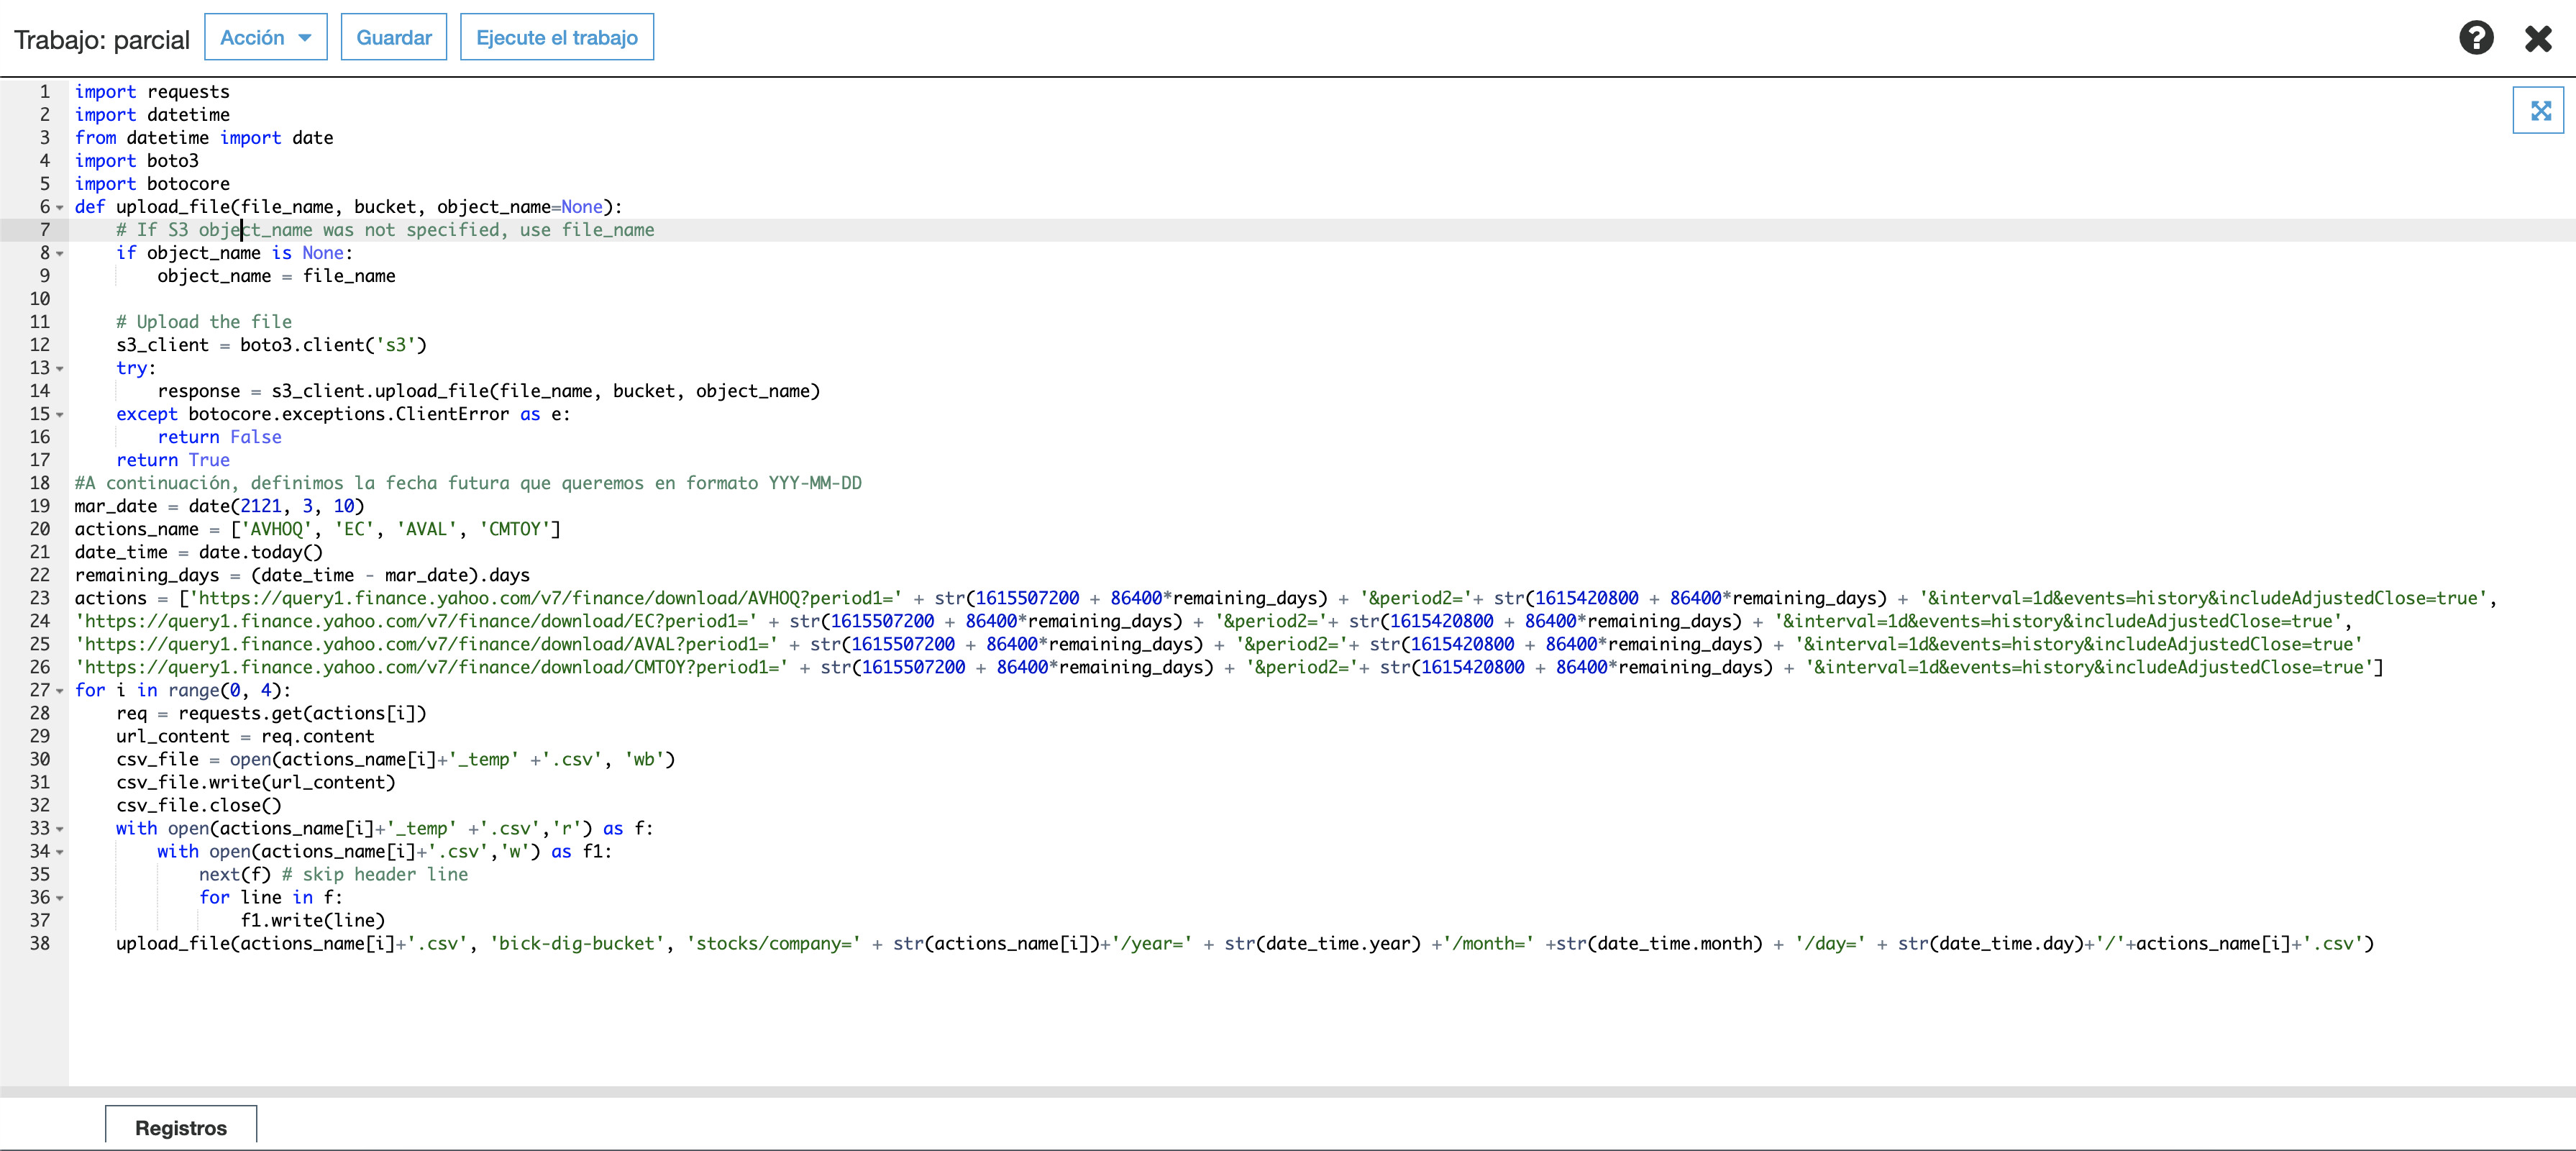 Trabajo: parcial Acción Guardar Ejecute el trabajo
1 import requests
2 import datetime
3 from datetime import date
4 import boto3
5 import botocore
6 def upload_file(file_name, bucket, object_name=None):
7     # If S3 object_name was not specified, use file_name
8     if object_name is None:
9         object_name = file_name
10
11     # Upload the file
12     s3_client = boto3.client('s3')
13     try:
14         response = s3_client.upload_file(file_name, bucket, object_name)
15     except botocore.exceptions.ClientError as e:
16         return False
17     return True
18 #A continuación, definimos la fecha futura que queremos en formato YYY-MM-DD
19 mar_date = date(2121, 3, 10)
20 actions_name = ['AVHOQ', 'EC', 'AVAL', 'CMTOY']
21 date_time = date.today()
22 remaining_days = (date_time - mar_date).days
23 actions = ['https://query1.finance.yahoo.com/v7/finance/download/AVHOQ?period1=' + str(1615507200 + 86400*remaining_days) + '&period2='+ str(1615420800 + 86400*remaining_days) + '&interval=1d&events=history&includeAdjustedClose=true',
24 'https://query1.finance.yahoo.com/v7/finance/download/EC?period1=' + str(1615507200 + 86400*remaining_days) + '&period2='+ str(1615420800 + 86400*remaining_days) + '&interval=1d&events=history&includeAdjustedClose=true',
25 'https://query1.finance.yahoo.com/v7/finance/download/AVAL?period1=' + str(1615507200 + 86400*remaining_days) + '&period2='+ str(1615420800 + 86400*remaining_days) + '&interval=1d&events=history&includeAdjustedClose=true'
26 'https://query1.finance.yahoo.com/v7/finance/download/CMTOY?period1=' + str(1615507200 + 86400*remaining_days) + '&period2='+ str(1615420800 + 86400*remaining_days) + '&interval=1d&events=history&includeAdjustedClose=true']
27 for i in range(0, 4):
28     req = requests.get(actions[i])
29     url_content = req.content
30     csv_file = open(actions_name[i]+'_temp' +'.csv', 'wb')
31     csv_file.write(url_content)
32     csv_file.close()
33     with open(actions_name[i]+'_temp' +'.csv','r') as f:
34         with open(actions_name[i]+'.csv','w') as f1:
35             next(f) # skip header line
36             for line in f:
37                 f1.write(line)
38     upload_file(actions_name[i]+'.csv', 'bick-dig-bucket', 'stocks/company=' + str(actions_name[i])+'/year=' + str(date_time.year) +'/month=' +str(date_time.month) + '/day=' + str(date_time.day)+'/'+actions_name[i]+'.csv')
Registros